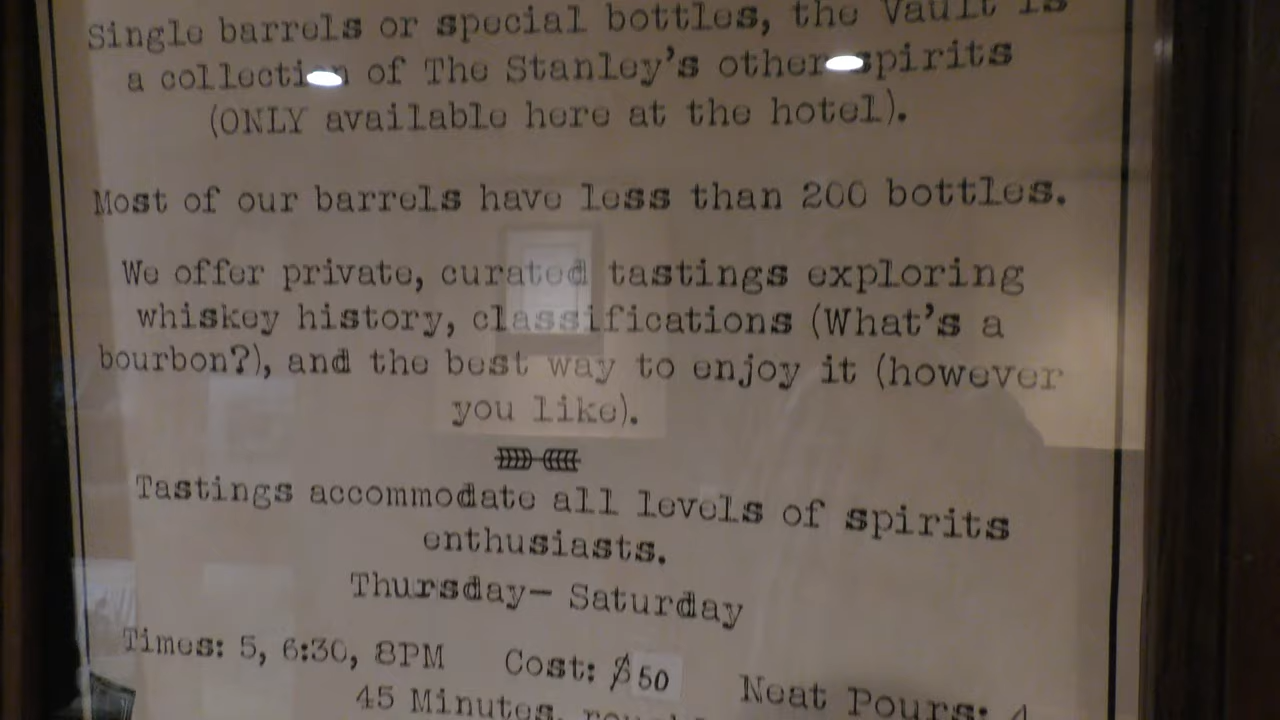 Single barrels or special bottles, the Vault is
a collection of The Stanley's other spirits
(ONLY available here at the hotel).
Most of our barrels have less than 200 bottles.
We offer private, curated tastings exploring
whiskey history, classifications (What's a
bourbon?), and the best way to enjoy it (however
you like).
Tastings accommodate all levels of spirits
enthusiasts.
Thursday- Saturday
Times: 5, 6:30, 8PM Cost: $50 Neat Pours: 4
45 Minutes,